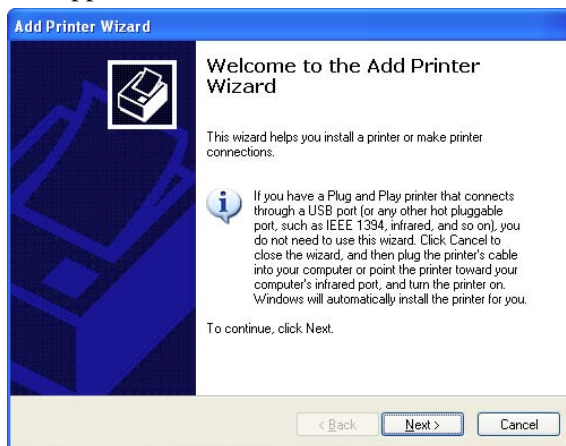 Add Printer Wizard
Welcome to the Add Printer
Wizard
This wizard helps you install a printer or make printer
connections.
If you have a Plug and Play printer that connects
through a USB port (or any other hot pluggable
port, such as IEEE 1394, infrared, and so on), you
do not need to use this wizard. Click Cancel to
close the wizard, and then plug the printer's cable
into your computer or point the printer toward your
computer's infrared port, and turn the printer on.
Windows will automatically install the printer for you.
To continue, click Next.
< Back Next > Cancel